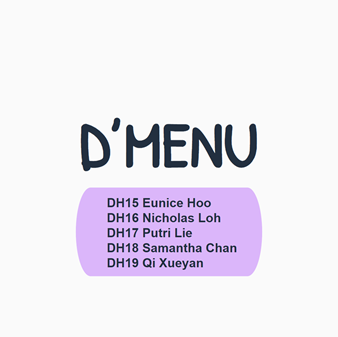 D'MENU
DH15 Eunice Hoo
DH16 Nicholas Loh
DH17 Putri Lie
DH18 Samantha Chan
DH19 Qi Xueyan